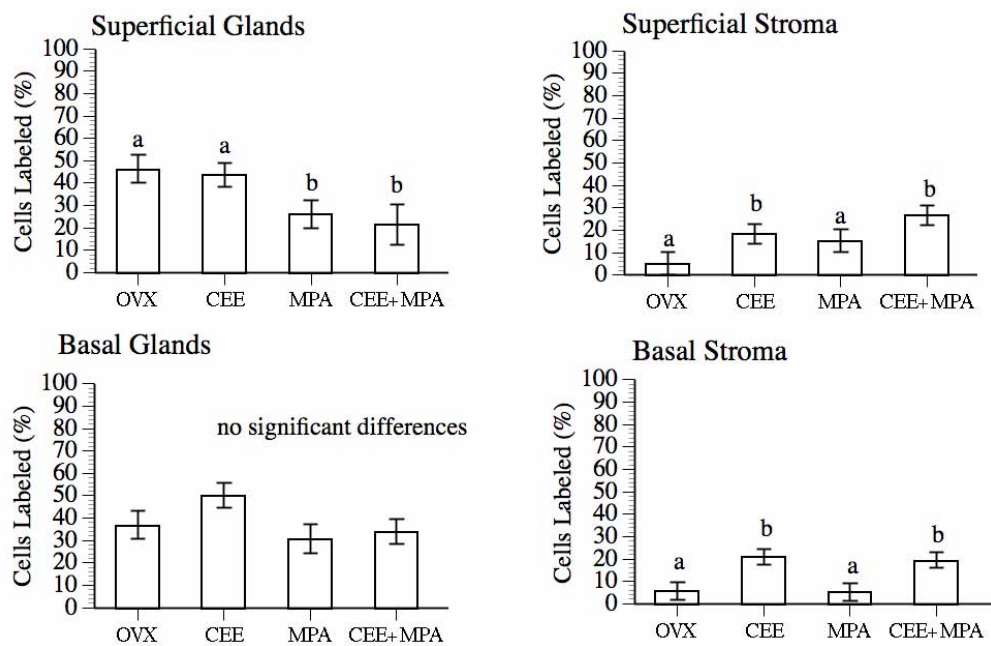 Superficial Glands
Cells Labeled (%)
100
90
80
70
60
50
40
30
20
10
0
a
a
b
b
OVX
CEE
MPA
CEE+MPA
Superficial Stroma
Cells Labeled (%)
100
90
80
70
60
50
40
30
20
10
0
a
b
a
b
OVX
CEE
MPA
CEE+MPA
Basal Glands
Cells Labeled (%)
100
90
80
70
60
50
40
30
20
10
0
no significant differences
OVX
CEE
MPA
CEE+MPA
Basal Stroma
Cells Labeled (%)
100
90
80
70
60
50
40
30
20
10
0
a
b
a
b
OVX
CEE
MPA
CEE+MPA